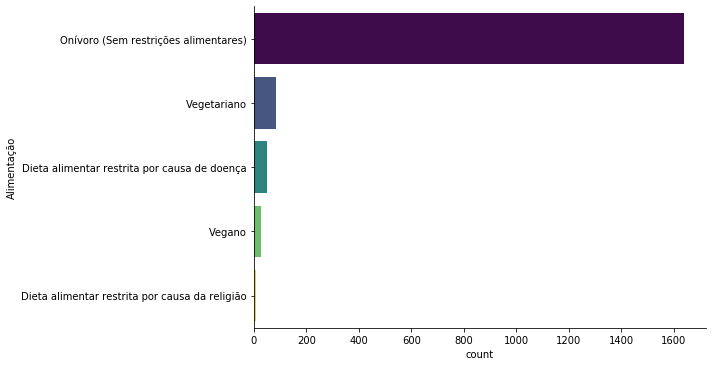 Alimentação
Onívoro (Sem restrições alimentares)
Vegetariano
Dieta alimentar restrita por causa de doença
Vegano
Dieta alimentar restrita por causa da religião
0 200 400 600 800 1000 1200 1400 1600
count